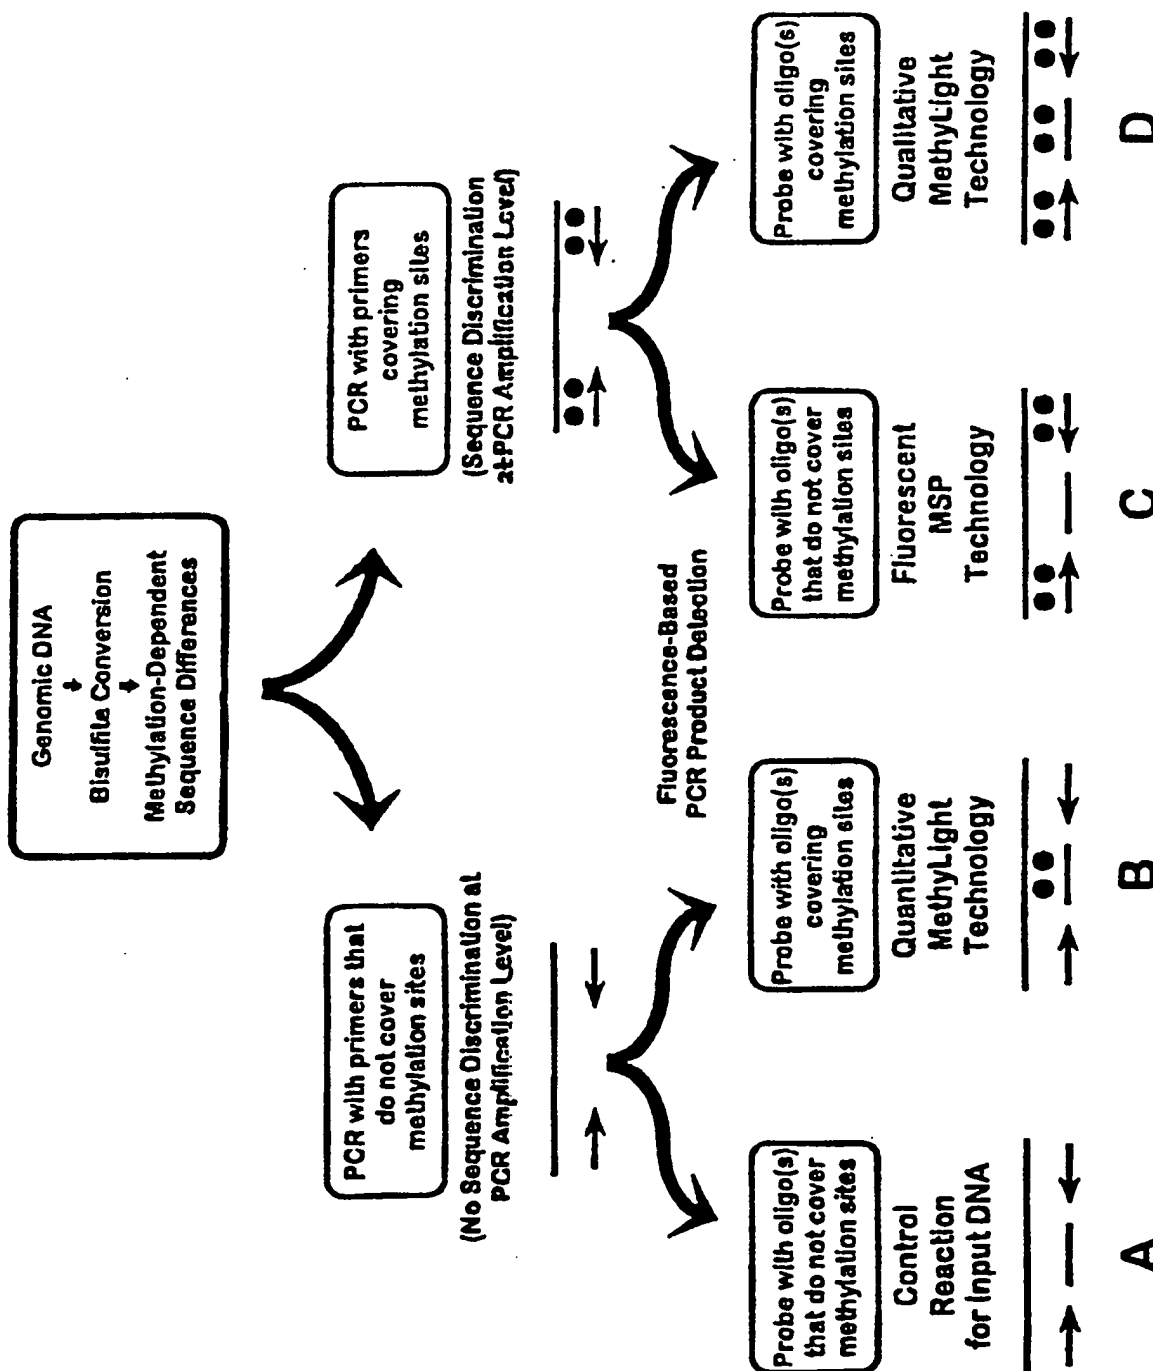 Genomic DNA
Bisulfite Conversion
Methylation-Dependent
Sequence Differences
PCR with primers that
do not cover
methylation sites
(No Sequence Discrimination at
PCR Amplification Level)
PCR with primers
covering
methylation sites
(Sequence Discrimination
at PCR Amplification Level)
Fluorescence-Based
PCR Product Detection
Probe with oligo(s)
that do not cover
methylation sites
Control
Reaction
for Input DNA
A
Probe with oligo(s)
covering
methylation sites
Quantitative
MethyLight
Technology
B
Probe with oligo(s)
that do not cover
methylation sites
Fluorescent
MSP
Technology
C
Probe with oligo(s)
covering
methylation sites
Qualitative
MethyLight
Technology
D